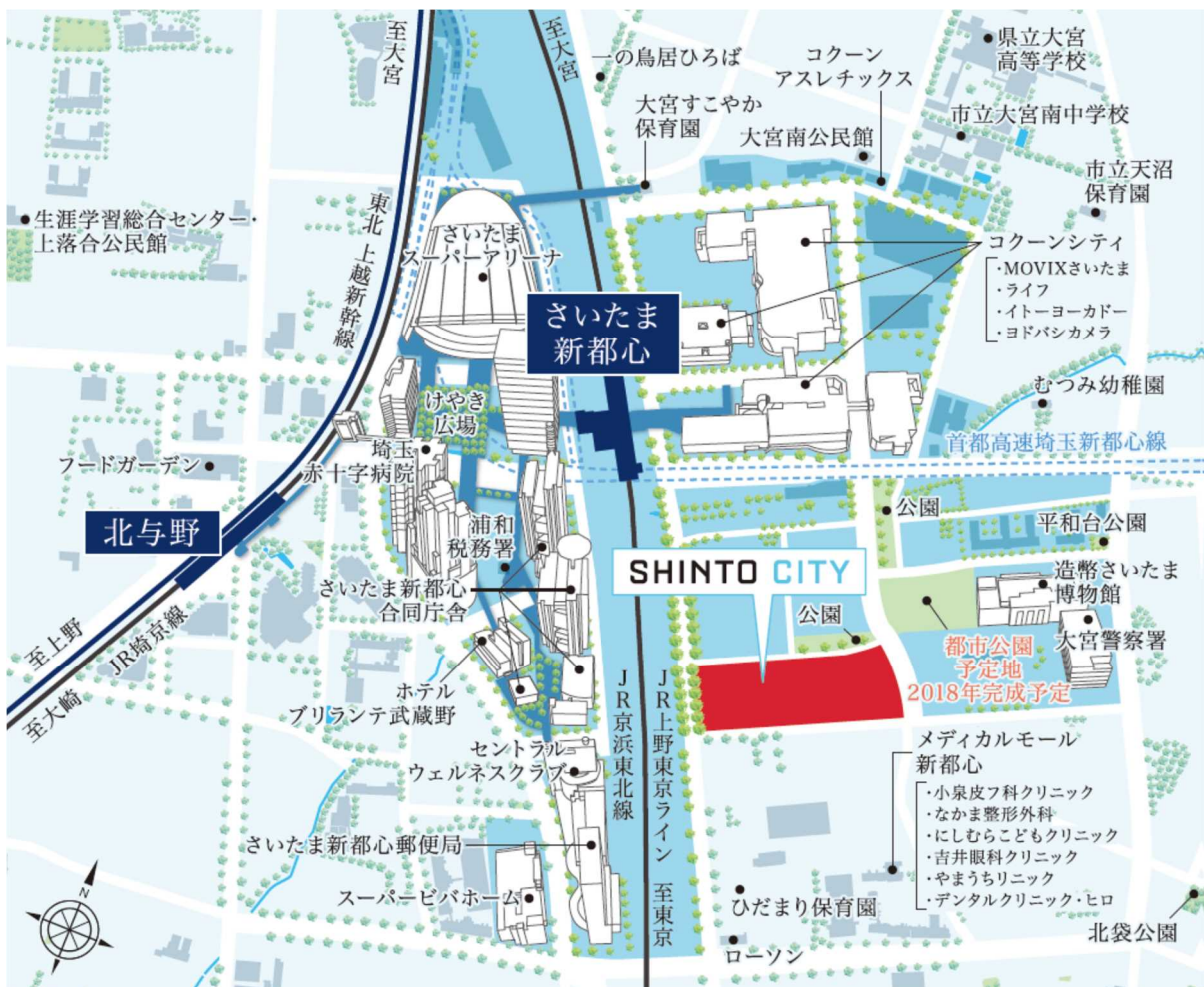 至大宮
至大宮
一の鳥居ひろば
コクーン
アスレチックス
県立大宮
高等学校
大宮すこやか
保育園
大宮南公民館
市立大宮南中学校
市立天沼
保育園
生涯学習総合センター・
上落合公民館
東北 上越新幹線
さいたま
スーパーアリーナ
さいたま
新都心
コクーンシティ
・MOVIXさいたま
・ライフ
・イトーヨーカドー
・ヨドバシカメラ
けやき
広場
むつみ幼稚園
埼玉
赤十字病院
フードガーデン
首都高速埼玉新都心線
北与野
浦和
税務署
公園
平和台公園
SHINTO CITY
さいたま新都心
合同庁舎
造幣さいたま
博物館
公園
大宮警察署
都市公園
予定地
2018年完成予定
至上野
JR埼京線
至大崎
ホテル
ブリランテ武蔵野
JR京浜東北線
JR上野東京ライン 至東京
セントラル
ウェルネスクラブ
メディカルモール
新都心
・小泉皮フ科クリニック
・なかま整形外科
・にしむらこどもクリニック
・吉井眼科クリニック
・やまうちリニック
・デンタルクリニック・ヒロ
さいたま新都心郵便局
スーパービバホーム
ひだまり保育園
ローソン
北袋公園
N